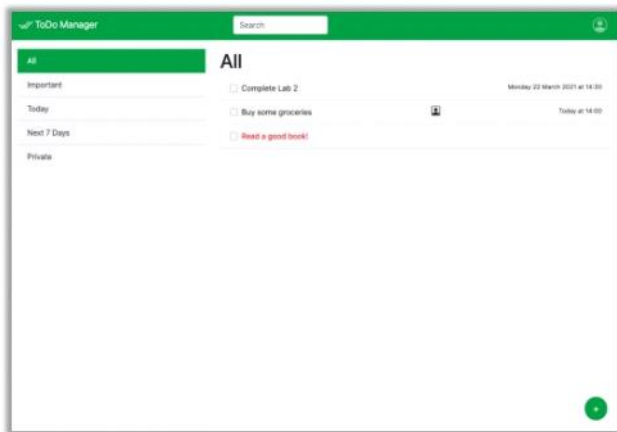 ToDo Manager
Search
All
Important
Today
Next 7 Days
Private
All
Complete Lab 2
Monday 22 March 2021 at 14:30
Buy some groceries
Today at 14:00
Read a good book!
+